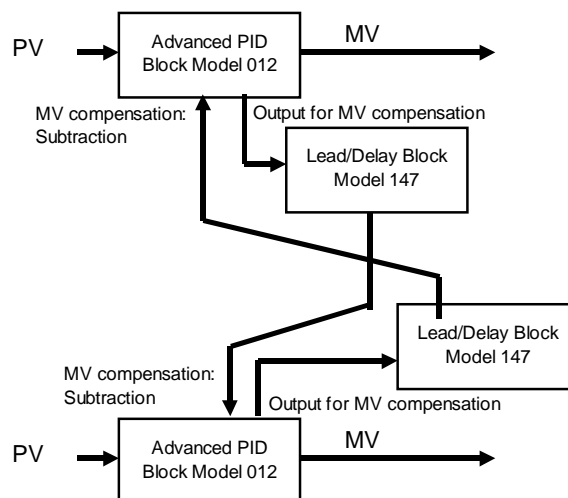 PV
Advanced PID
Block Model 012
MV
MV compensation:
Subtraction
Output for MV compensation
Lead/Delay Block
Model 147
Lead/Delay Block
Model 147
MV compensation:
Subtraction
Output for MV compensation
PV
Advanced PID
Block Model 012
MV